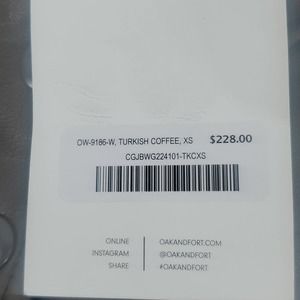 OW-9186-W, TURKISH COFFEE, XS $228.00
CGJBWG224101-TKCXS
ONLINE OAKANDFORT.COM
INSTAGRAM @OAKANDFORT
SHARE #OAKANDFORT